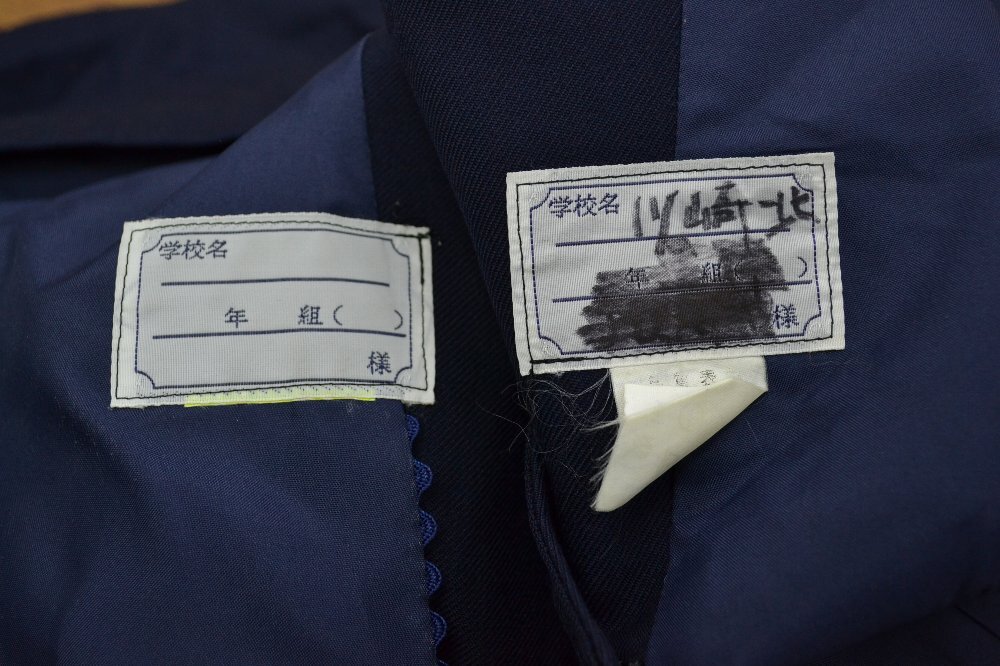 学校名
年 組( )
様
学校名 川崎北
年 組( )
様